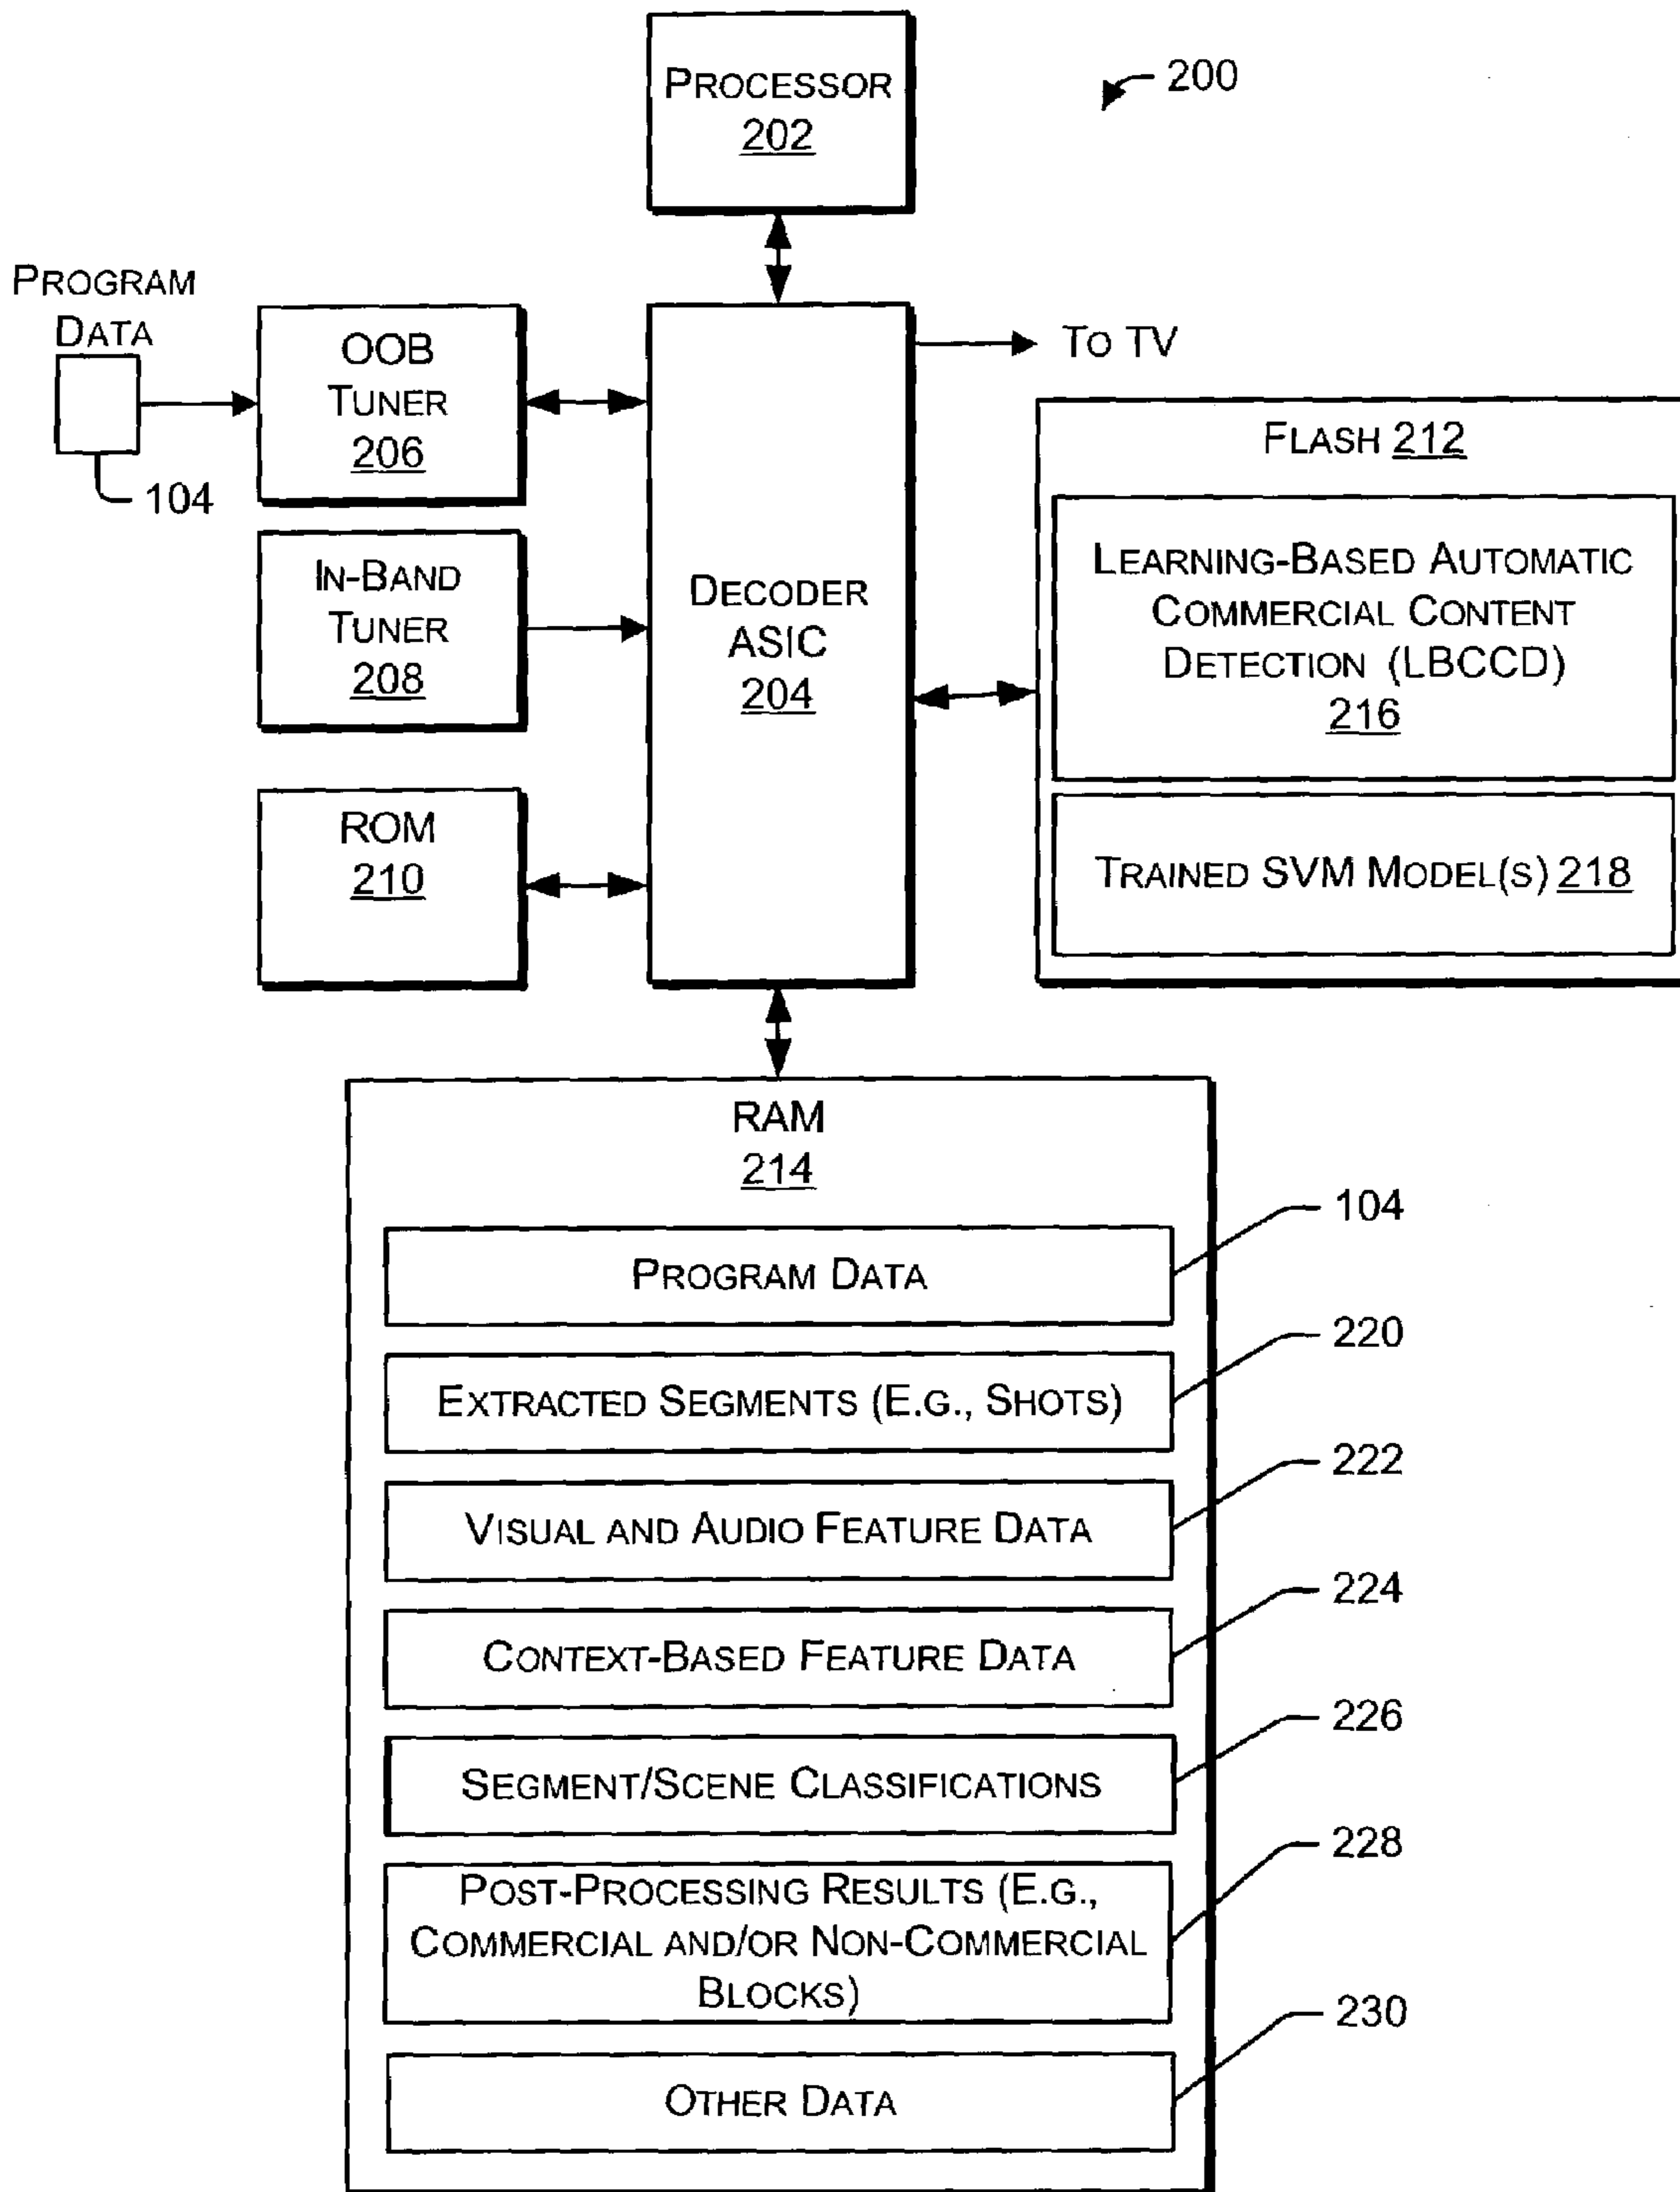 PROCESSOR
202
200
PROGRAM
DATA
104
OOB
TUNER
206
TO TV
IN-BAND
TUNER
208
DECODER
ASIC
204
ROM
210
FLASH 212
LEARNING-BASED AUTOMATIC
COMMERCIAL CONTENT
DETECTION (LBCCD)
216
TRAINED SVM MODEL(S) 218
RAM
214
PROGRAM DATA
104
EXTRACTED SEGMENTS (E.G., SHOTS)
220
VISUAL AND AUDIO FEATURE DATA
222
CONTEXT-BASED FEATURE DATA
224
SEGMENT/SCENE CLASSIFICATIONS
226
POST-PROCESSING RESULTS (E.G.,
COMMERCIAL AND/OR NON-COMMERCIAL
BLOCKS)
228
OTHER DATA
230